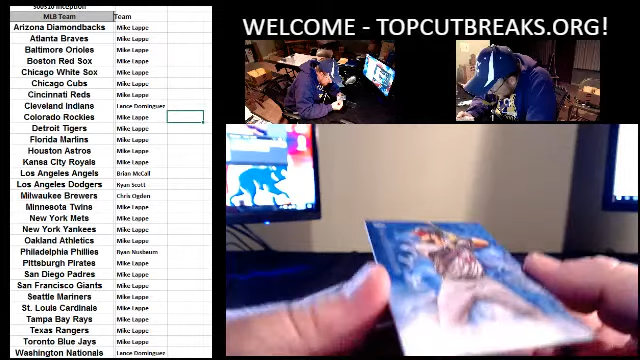 WELCOME - TOPCUTBREAKS.ORG!
500510 Inception
MLB Team Team
Arizona Diamondbacks Mike Lappe
Atlanta Braves Mike Lappe
Baltimore Orioles Mike Lappe
Boston Red Sox Mike Lappe
Chicago White Sox Mike Lappe
Chicago Cubs Mike Lappe
Cincinnati Reds Mike Lappe
Cleveland Indians Lance Dominguez
Colorado Rockies Mike Lappe
Detroit Tigers Mike Lappe
Florida Marlins Mike Lappe
Houston Astros Mike Lappe
Kansa City Royals Mike Lappe
Los Angeles Angels Brian McCall
Los Angeles Dodgers Ryan Scott
Milwaukee Brewers Chris Ogden
Minnesota Twins Mike Lappe
New York Mets Mike Lappe
New York Yankees Mike Lappe
Oakland Athletics Mike Lappe
Philadelphia Phillies Ryan Nusbeum
Pittsburgh Pirates Mike Lappe
San Diego Padres Mike Lappe
San Francisco Giants Mike Lappe
Seattle Mariners Mike Lappe
St. Louis Cardinals Mike Lappe
Tampa Bay Rays Mike Lappe
Texas Rangers Mike Lappe
Toronto Blue Jays Mike Lappe
Washington Nationals Lance Dominguez